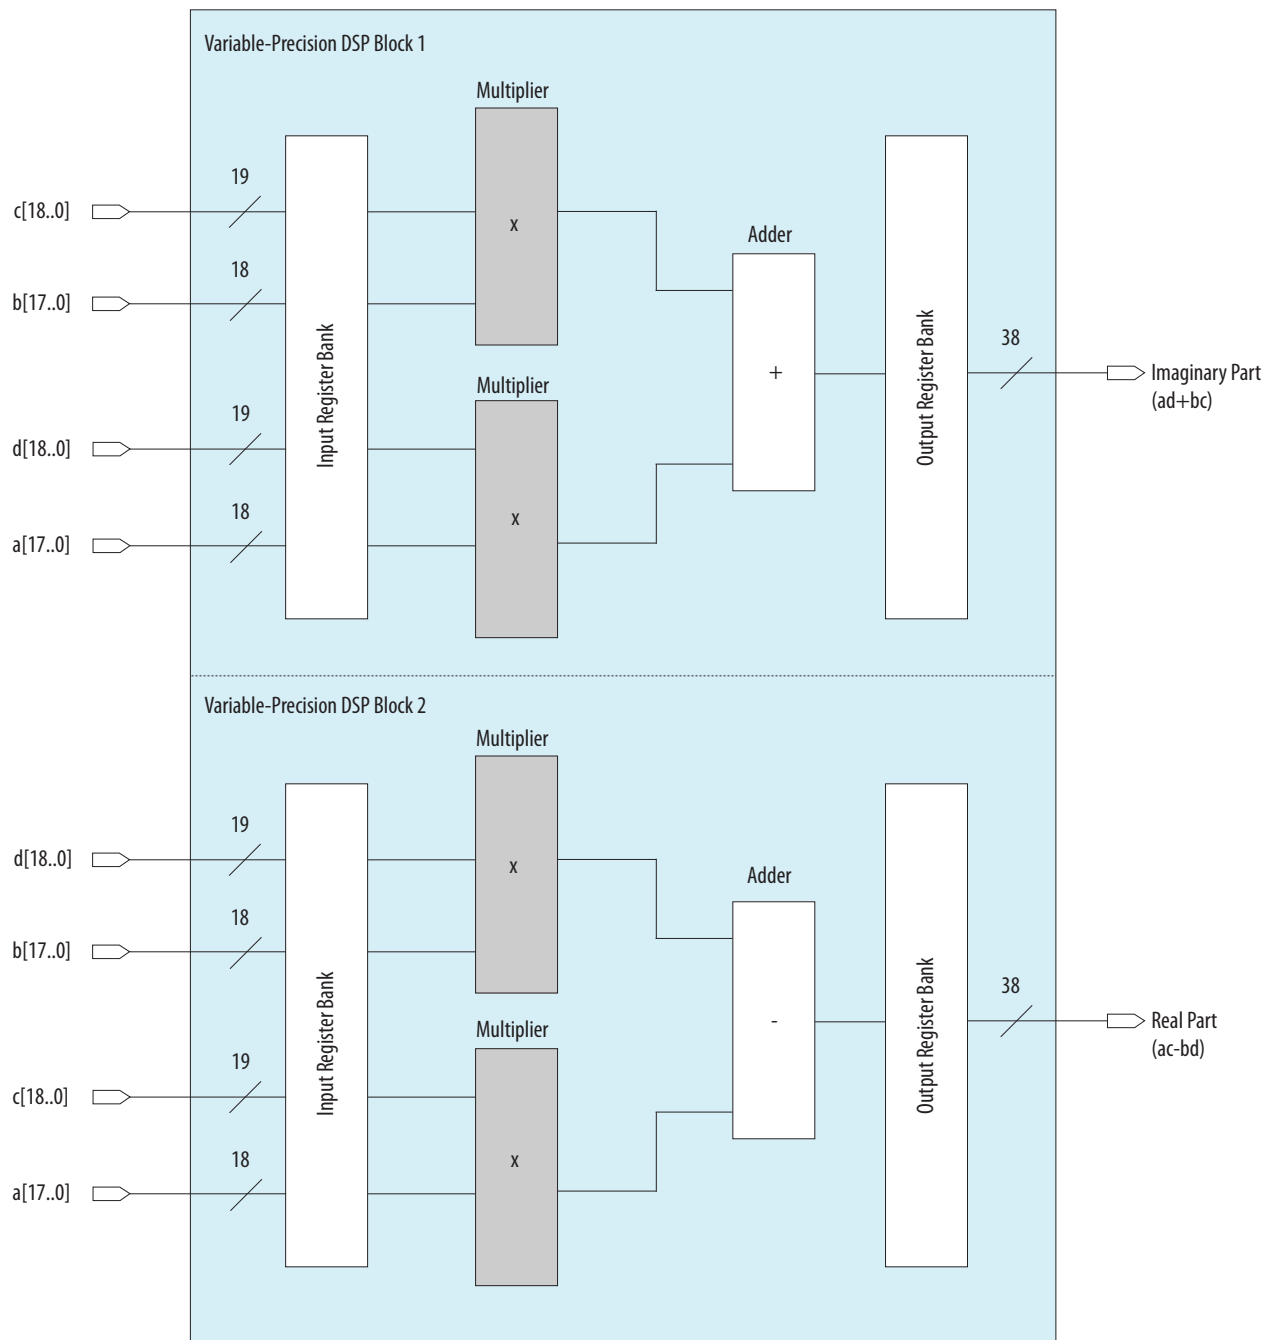 Variable-Precision DSP Block 1
Multiplier
19
c[18..0]
x
Adder
18
b[17..0]
Input Register Bank
Output Register Bank
38
+
Imaginary Part
(ad+bc)
Multiplier
19
d[18..0]
18
x
a[17..0]
Variable-Precision DSP Block 2
Multiplier
19
d[18..0]
x
Adder
18
b[17..0]
Input Register Bank
Output Register Bank
38
-
Real Part
(ac-bd)
Multiplier
19
c[18..0]
18
x
a[17..0]